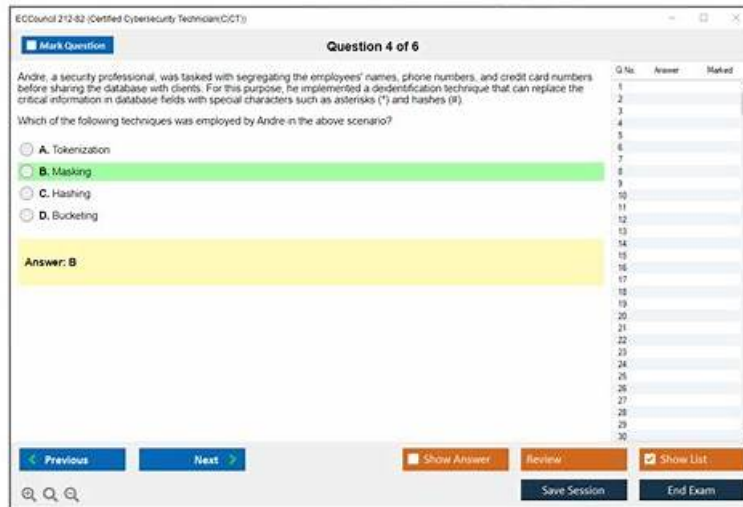 ECCouncil 212-82 (Certified Cybersecurity Technician(C|CT))
Mark Question
Question 4 of 6
Andre, a security professional, was tasked with segregating the employees' names, phone numbers, and credit card numbers
before sharing the database with clients. For this purpose, he implemented a deidentification technique that can replace the
critical information in database fields with special characters such as asterisks (*) and hashes (#).
Which of the following techniques was employed by Andre in the above scenario?
A. Tokenization
B. Masking
C. Hashing
D. Bucketing
Answer: B
Q.No. Answer Marked
1
2
3
4
5
6
7
8
9
10
11
12
13
14
15
16
17
18
19
20
21
22
23
24
25
26
27
28
29
30
Previous
Next
Show Answer
Review
Show List
Save Session
End Exam